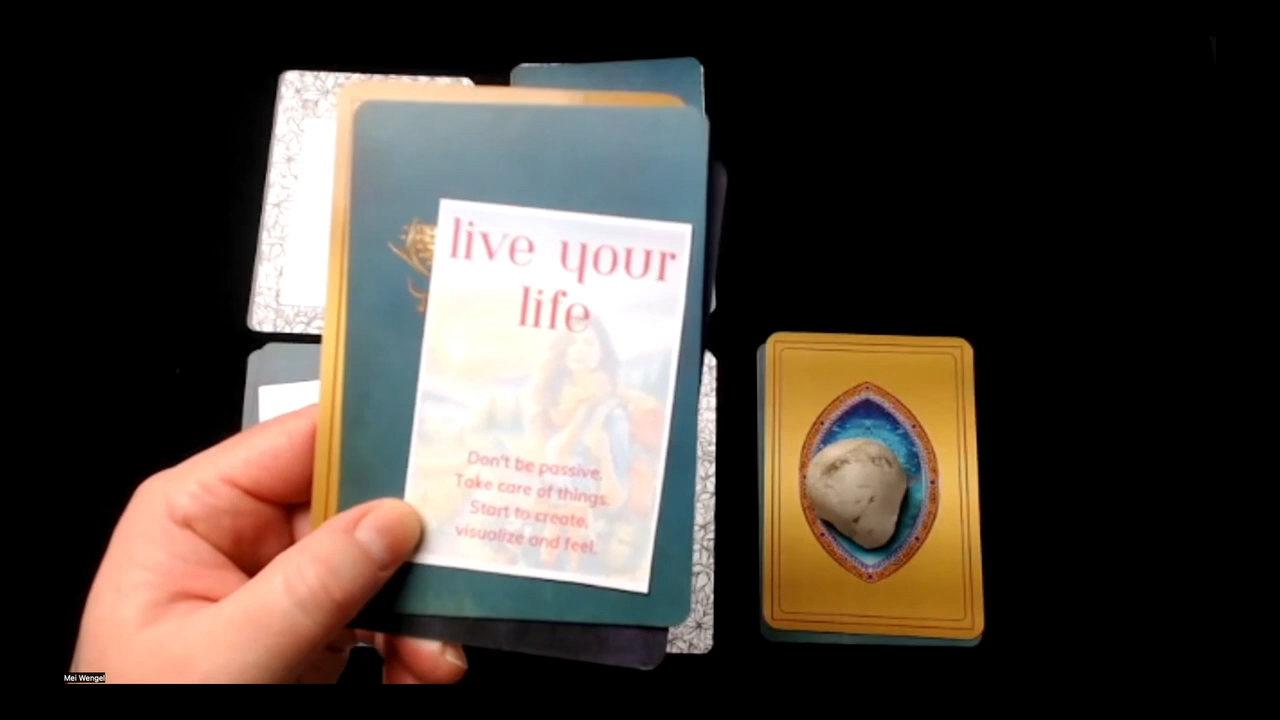 live your
life
Don't be passive.
Take care of things.
Start to create,
visualize and feel.
Mei Wengel